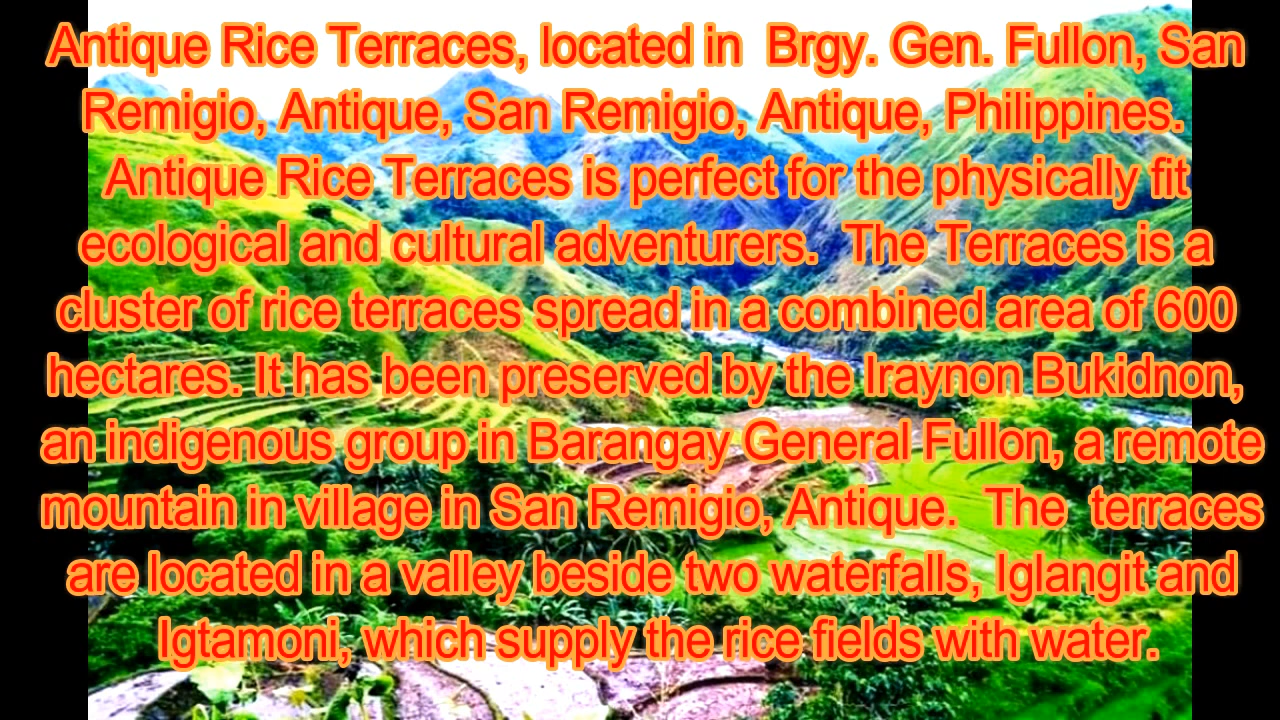 Antique Rice Terraces, located in  Brgy. Gen. Fullon, San
Remigio, Antique, San Remigio, Antique, Philippines.
Antique Rice Terraces is perfect for the physically fit
ecological and cultural adventurers.  The Terraces is a
cluster of rice terraces spread in a combined area of 600
hectares. It has been preserved by the Iraynon Bukidnon,
an indigenous group in Barangay General Fullon, a remote
mountain in village in San Remigio, Antique.  The  terraces
are located in a valley beside two waterfalls, Iglangit and
Igtamoni, which supply the rice fields with water.